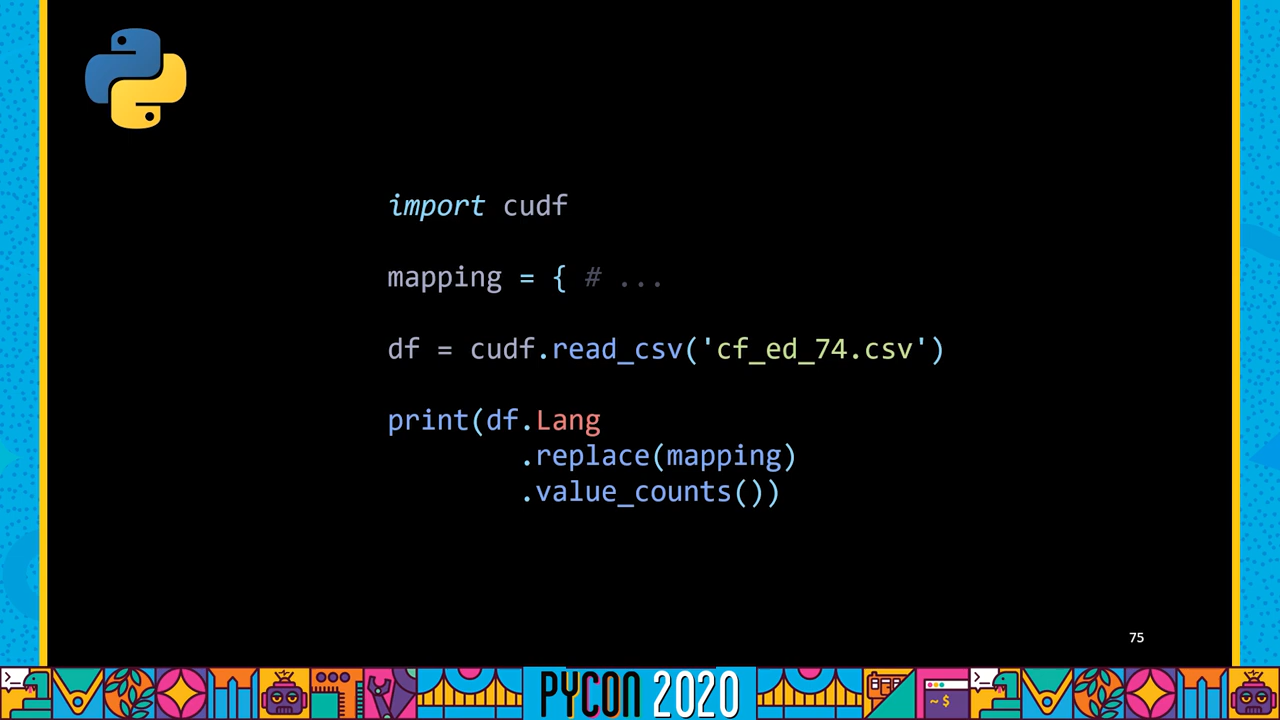 import cudf
mapping = { # ...
df = cudf.read_csv('cf_ed_74.csv')
print(df.Lang
.replace(mapping)
.value_counts())
75
PYCON 2020
>_
~ $
>_